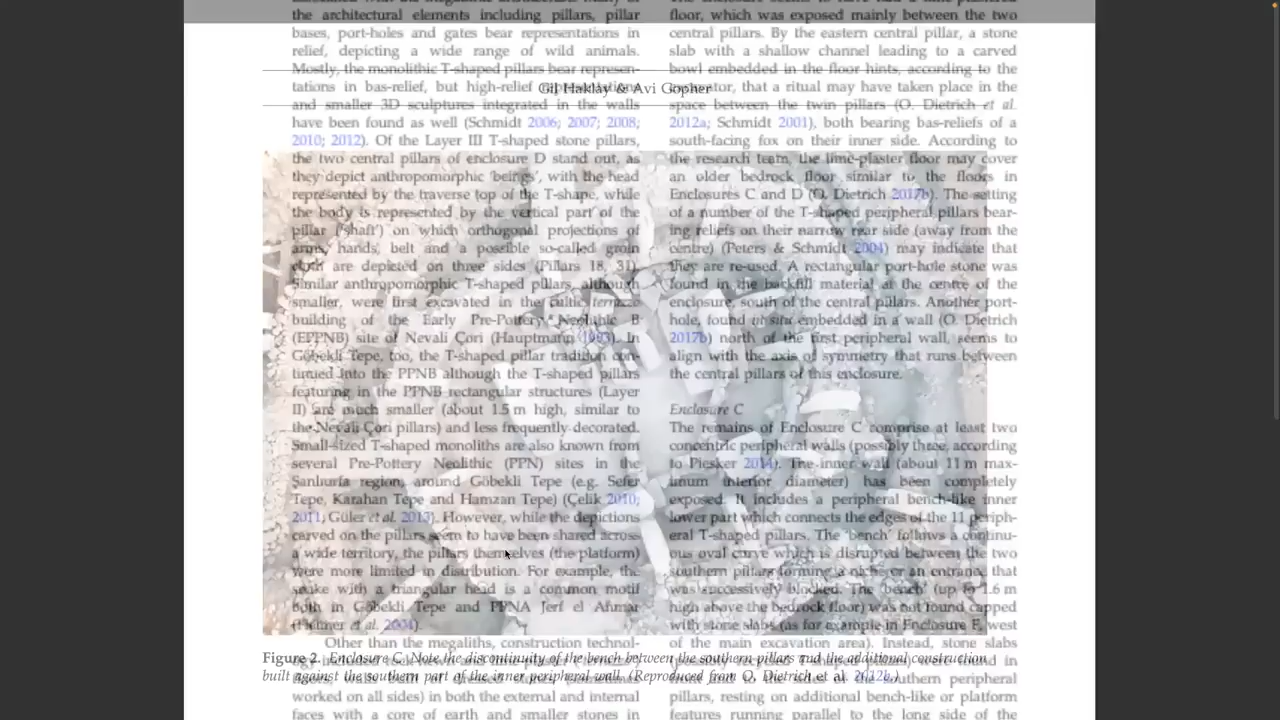 the architectural elements including pillars, pillar
bases, port-holes and gates bear representations in
relief, depicting a wide range of wild animals.
Mostly, the monolithic T-shaped pillars bear represen-
tations in bas-relief, but high-relief
and smaller 3D sculptures integrated in the walls
have been found as well (Schmidt 2006; 2007; 2008;
2010; 2012). Of the Layer III T-shaped stone pillars,
the two central pillars of enclosure D stand out, as
they depict anthropomorphic 'beings', with the head
represented by the traverse top of the T-shape, while
the body is represented by the vertical part of the
pillar ('shaft') on which orthogonal projections of
arms, hands, belt and a possible so-called groin
cloth are depicted on three sides (Pillars 18, 31).
Similar anthropomorphic T-shaped pillars, although
smaller, were first excavated in the cultic terrazzo
building of the Early Pre-Pottery Neolithic B
(EPPNB) site of Nevalı Çori (Hauptmann 1993). In
Göbekli Tepe, too, the T-shaped pillar tradition con-
tinued into the PPNB although the T-shaped pillars
featuring in the PPNB rectangular structures (Layer
II) are much smaller (about 1.5 m high, similar to
the Nevalı Çori pillars) and less frequently decorated.
Small-sized T-shaped monoliths are also known from
several Pre-Pottery Neolithic (PPN) sites in the
Şanlıurfa region, around Göbekli Tepe (e.g. Sefer
Tepe, Karahan Tepe and Hamzan Tepe) (Çelik 2010;
2011; Güler et al. 2013). However, while the depictions
carved on the pillars seem to have been shared across
a wide territory, the pillars themselves (the platform)
were more limited in distribution. For example, the
snake with a triangular head is a common motif
both in Göbekli Tepe and PPNA Jerf el Ahmar
(Helmer et al. 2004).
Other than the megaliths, construction technol-
worked on all sides) in both the external and internal
faces with a core of earth and smaller stones in
floor, which was exposed mainly between the two
central pillars. By the eastern central pillar, a stone
slab with a shallow channel leading to a carved
bowl embedded in the floor hints, according to the
excavator, that a ritual may have taken place in the
space between the twin pillars (O. Dietrich et al.
2012a; Schmidt 2001), both bearing bas-reliefs of a
south-facing fox on their inner side. According to
the research team, the lime-plaster floor may cover
an older bedrock floor similar to the floors in
Enclosures C and D (O. Dietrich 2017b). The setting
of a number of the T-shaped peripheral pillars bear-
ing reliefs on their narrow rear side (away from the
centre) (Peters & Schmidt 2004) may indicate that
they are re-used. A rectangular port-hole stone was
found in the backfill material at the centre of the
enclosure, south of the central pillars. Another port-
hole, found in situ embedded in a wall (O. Dietrich
2017b) north of the first peripheral wall, seems to
align with the axis of symmetry that runs between
the central pillars of this enclosure.
Enclosure C
The remains of Enclosure C comprise at least two
concentric peripheral walls (possibly three, according
to Piesker 2014). The inner wall (about 11 m max-
imum interior diameter) has been completely
exposed. It includes a peripheral bench-like inner
lower part which connects the edges of the 11 periph-
eral T-shaped pillars. The 'bench' follows a continu-
ous oval curve which is disrupted between the two
southern pillars forming a niche or an entrance that
was successively blocked. The 'bench' (up to 1.6 m
high above the bedrock floor) was not found capped
with stone slabs (as for example in Enclosure F, west
of the main excavation area). Instead, stone slabs
pillars, resting on additional bench-like or platform
features running parallel to the long side of the
Gil Haklay & Avi Gopher
Figure 2. Enclosure C. Note the discontinuity of the bench between the southern pillars and the additional construction
built against the southern part of the inner peripheral wall. (Reproduced from O. Dietrich et al. 2012b.)